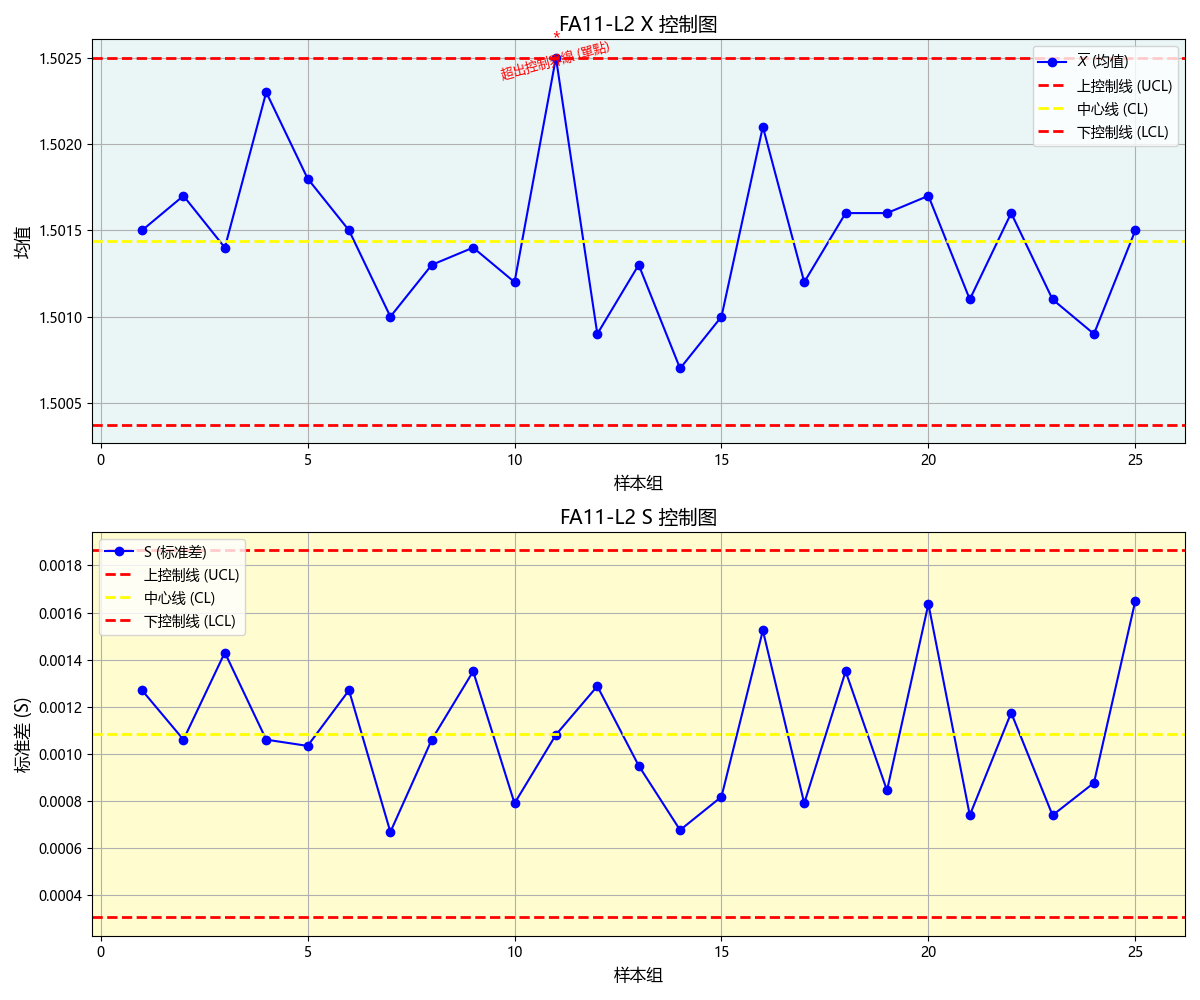 FA11-L2 X 控制图
*
超出控制界線 (單點)
1.5025
1.5020
1.5015
1.5010
1.5005
均值
X̅ (均值)
上控制线 (UCL)
中心线 (CL)
下控制线 (LCL)
0 5 10 15 20 25
样本组
FA11-L2 S 控制图
0.0018
0.0016
0.0014
0.0012
0.0010
0.0008
0.0006
0.0004
标准差 (S)
S (标准差)
上控制线 (UCL)
中心线 (CL)
下控制线 (LCL)
0 5 10 15 20 25
样本组